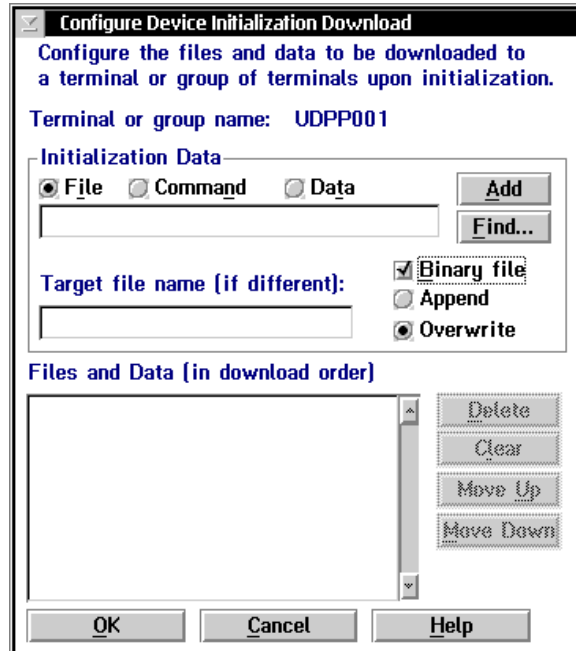 Configure Device Initialization Download
Configure the files and data to be downloaded to
a terminal or group of terminals upon initialization.
Terminal or group name: UDPP001
Initialization Data
File Command Data Add
Find...
Binary file
Target file name (if different):
Append
Overwrite
Files and Data (in download order)
Delete
Clear
Move Up
Move Down
OK Cancel Help